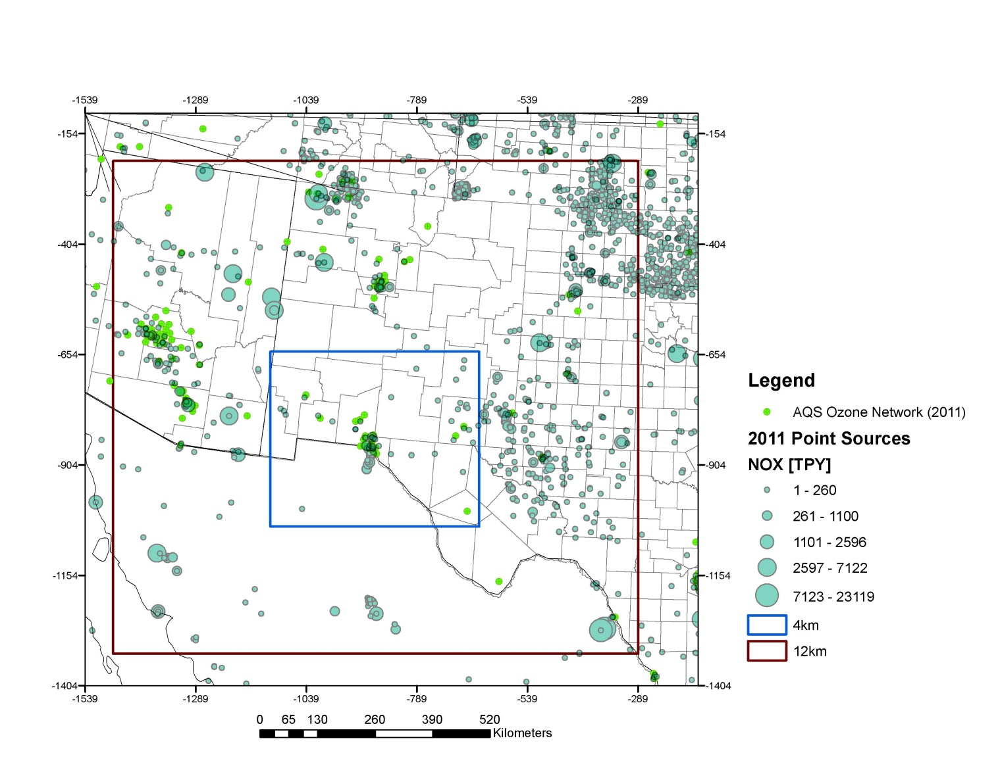 -1539 -1289 -1039 -789 -539 -289
-154 -154
-404 -404
-654 -654
-904 -904
-1154 -1154
-1404 -1404
-1539 -1289 -1039 -789 -539 -289
0 65 130 260 390 520
Kilometers
Legend
AQS Ozone Network (2011)
2011 Point Sources
NOX [TPY]
1 - 260
261 - 1100
1101 - 2596
2597 - 7122
7123 - 23119
4km
12km